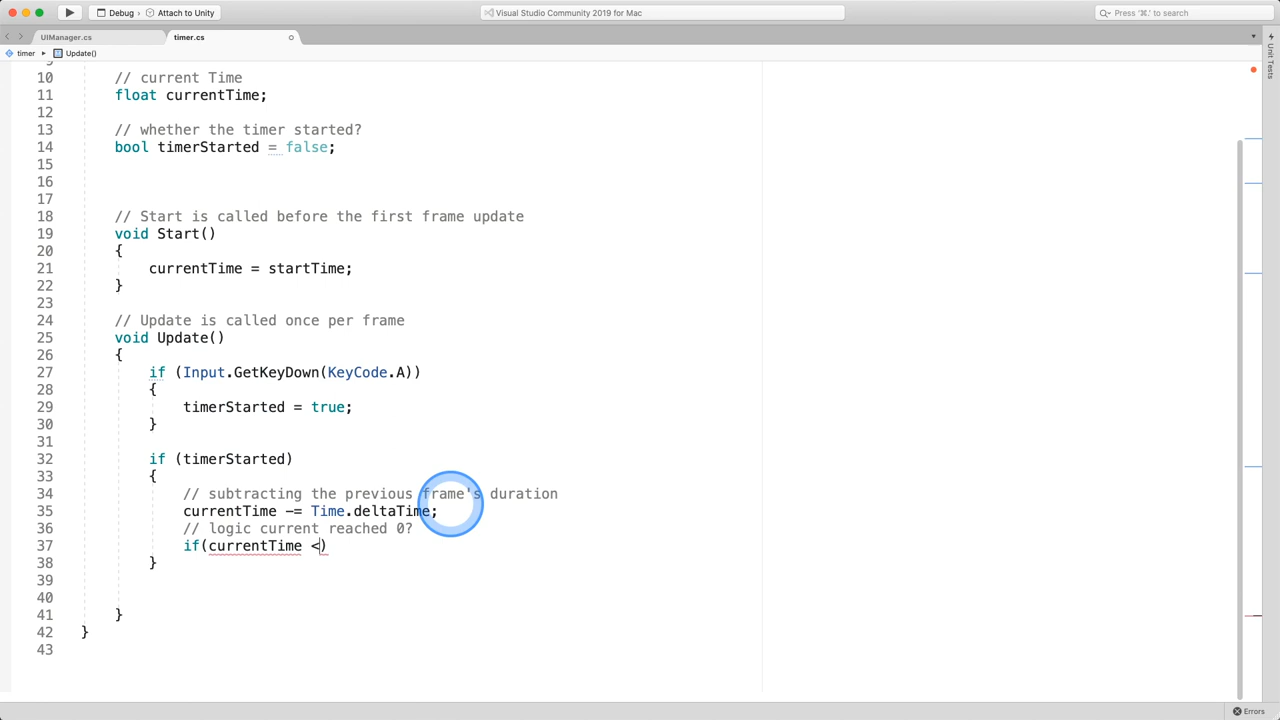 Debug › Attach to Unity
Visual Studio Community 2019 for Mac
Press '⌘.' to search
UIManager.cs
timer.cs
timer ▸ Update()
Unit Tests
9
10 // current Time
11 float currentTime;
12
13 // whether the timer started?
14 bool timerStarted = false;
15
16
17
18 // Start is called before the first frame update
19 void Start()
20 {
21 currentTime = startTime;
22 }
23
24 // Update is called once per frame
25 void Update()
26 {
27 if (Input.GetKeyDown(KeyCode.A))
28 {
29 timerStarted = true;
30 }
31
32 if (timerStarted)
33 {
34 // subtracting the previous frame's duration
35 currentTime -= Time.deltaTime;
36 // logic current reached 0?
37 if(currentTime <)
38 }
39
40
41 }
42 }
43
Errors